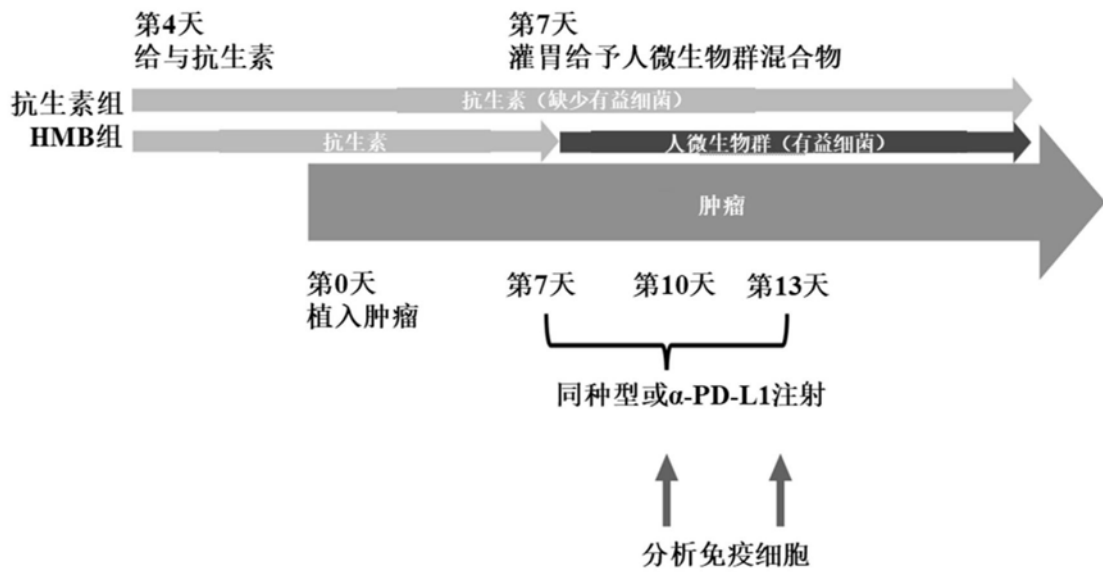 第4天
给与抗生素
第7天
灌胃给予人微生物群混合物
抗生素组
抗生素（缺少有益细菌）
HMB组
抗生素
人微生物群（有益细菌）
肿瘤
第0天
植入肿瘤
第7天
第10天
第13天
同种型或α-PD-L1注射
分析免疫细胞